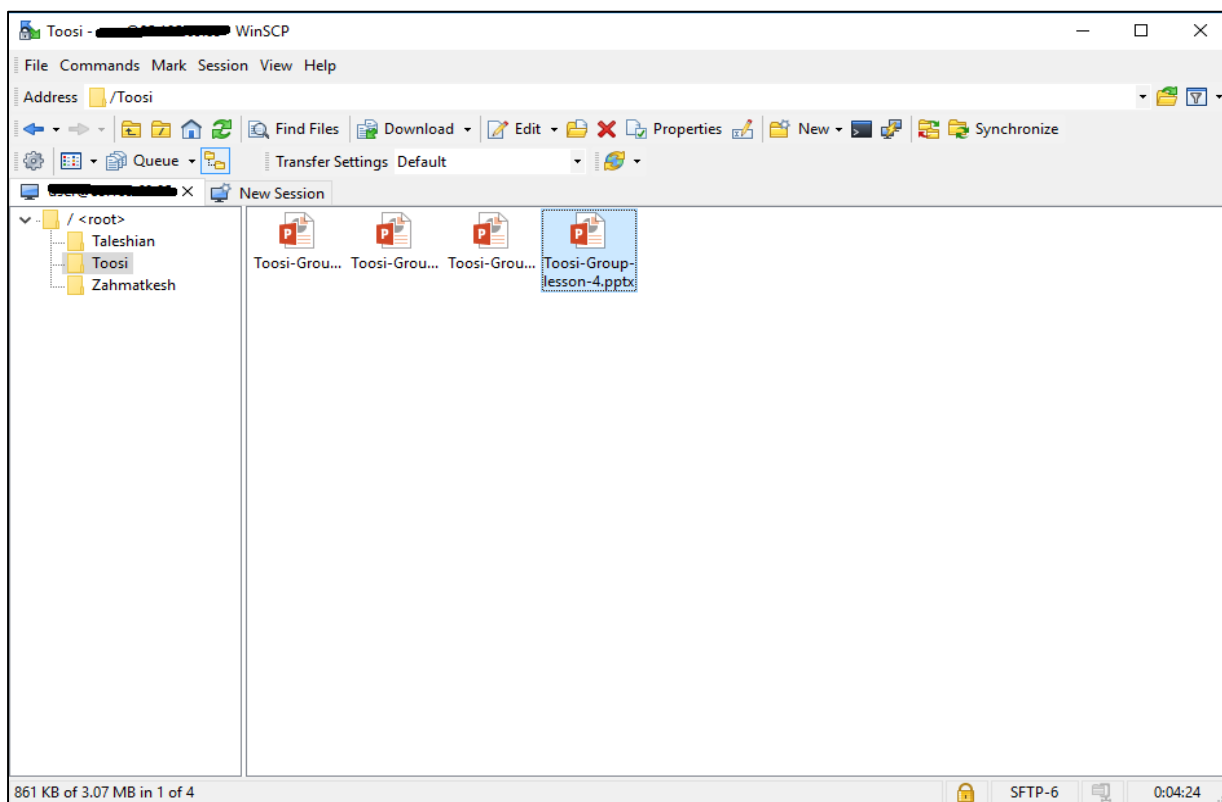 Toosi - WinSCP
File Commands Mark Session View Help
Address /Toosi
Find Files Download Edit Properties New Synchronize
Queue Transfer Settings Default
New Session
/ <root>
Taleshian
Toosi
Zahmatkesh
Toosi-Grou... Toosi-Grou... Toosi-Grou... Toosi-Group-
lesson-4.pptx
861 KB of 3.07 MB in 1 of 4 SFTP-6 0:04:24